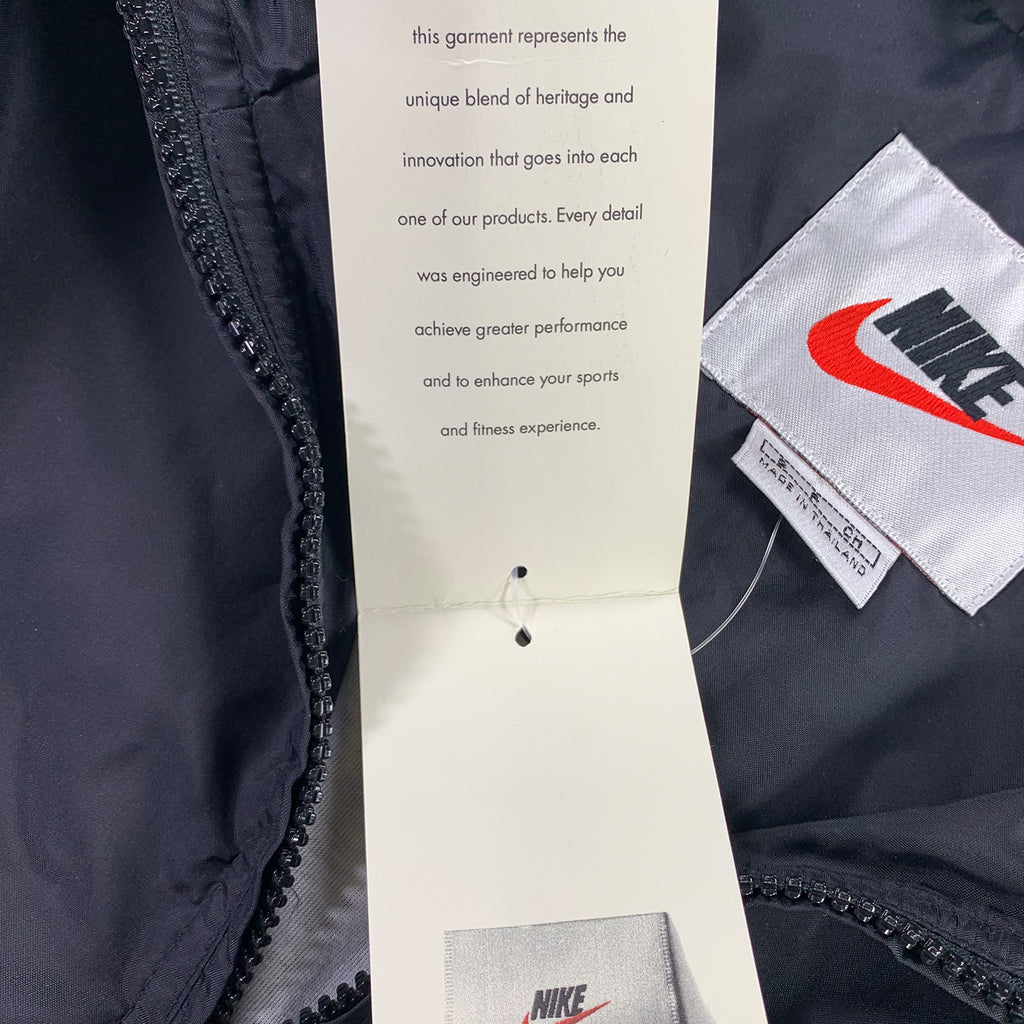 this garment represents the
unique blend of heritage and
innovation that goes into each
one of our products. Every detail
was engineered to help you
achieve greater performance
and to enhance your sports
and fitness experience.
NIKE
MADE IN THAILAND
NIKE